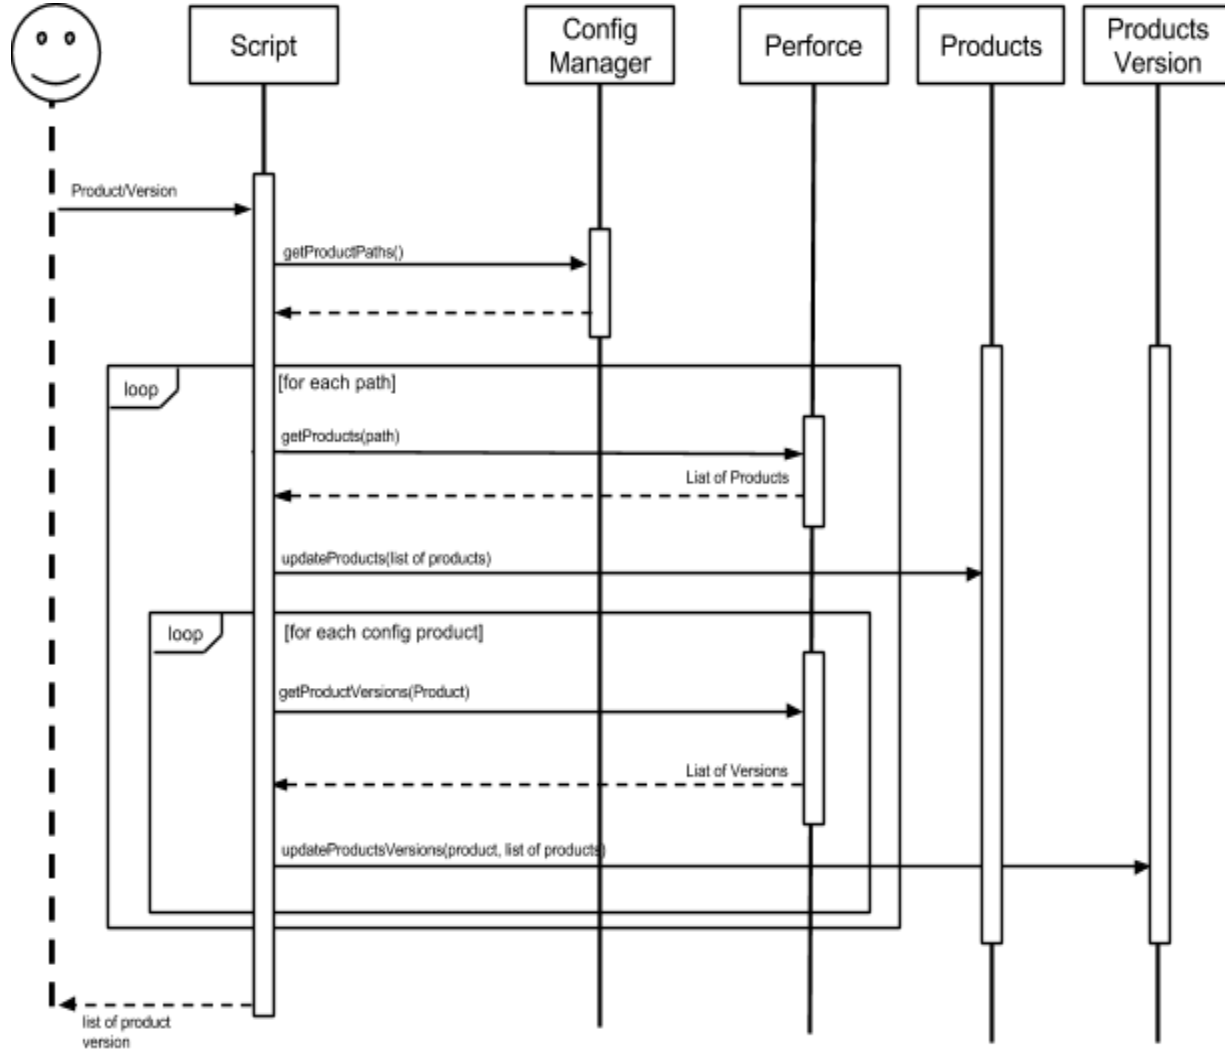 Script
Config
Manager
Perforce
Products
Products
Version
Product/Version
getProductPaths()
loop
[for each path]
getProducts(path)
Liat of Products
updateProducts(list of products)
loop
[for each config product]
getProductVersions(Product)
Liat of Versions
updateProductsVersions(product, list of products)
list of product
version